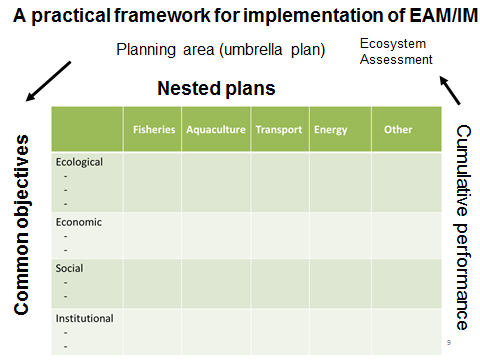 A practical framework for implementation of EAM/IM
Planning area (umbrella plan)
Ecosystem
Assessment
Nested plans
Common objectives
Fisheries Aquaculture Transport Energy Other
Ecological
-
-
-
Economic
-
-
Social
-
-
Institutional
-
-
Cumulative performance
9